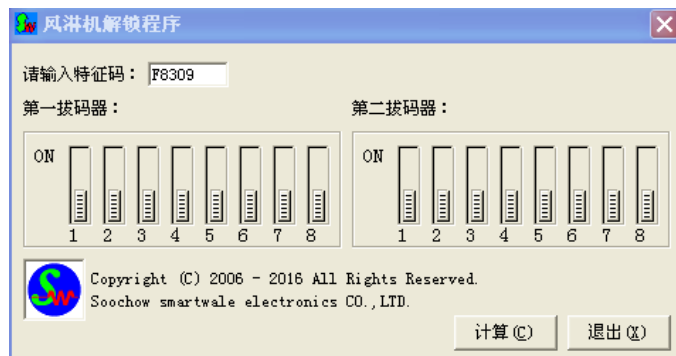 风淋机解锁程序
请输入特征码： F8309
第一拔码器： 第二拔码器：
ON ON
1 2 3 4 5 6 7 8 1 2 3 4 5 6 7 8
Copyright (C) 2006 - 2016 All Rights Reserved.
Soochow smartwale electronics CO.,LTD.
计算(C) 退出(X)